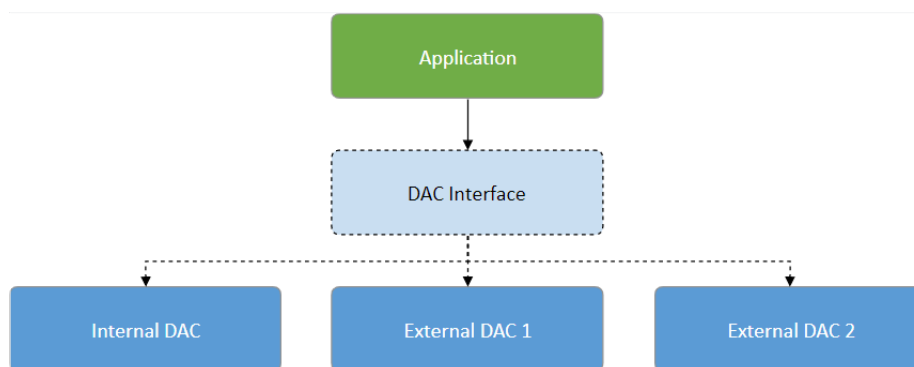 Application
DAC Interface
Internal DAC
External DAC 1
External DAC 2